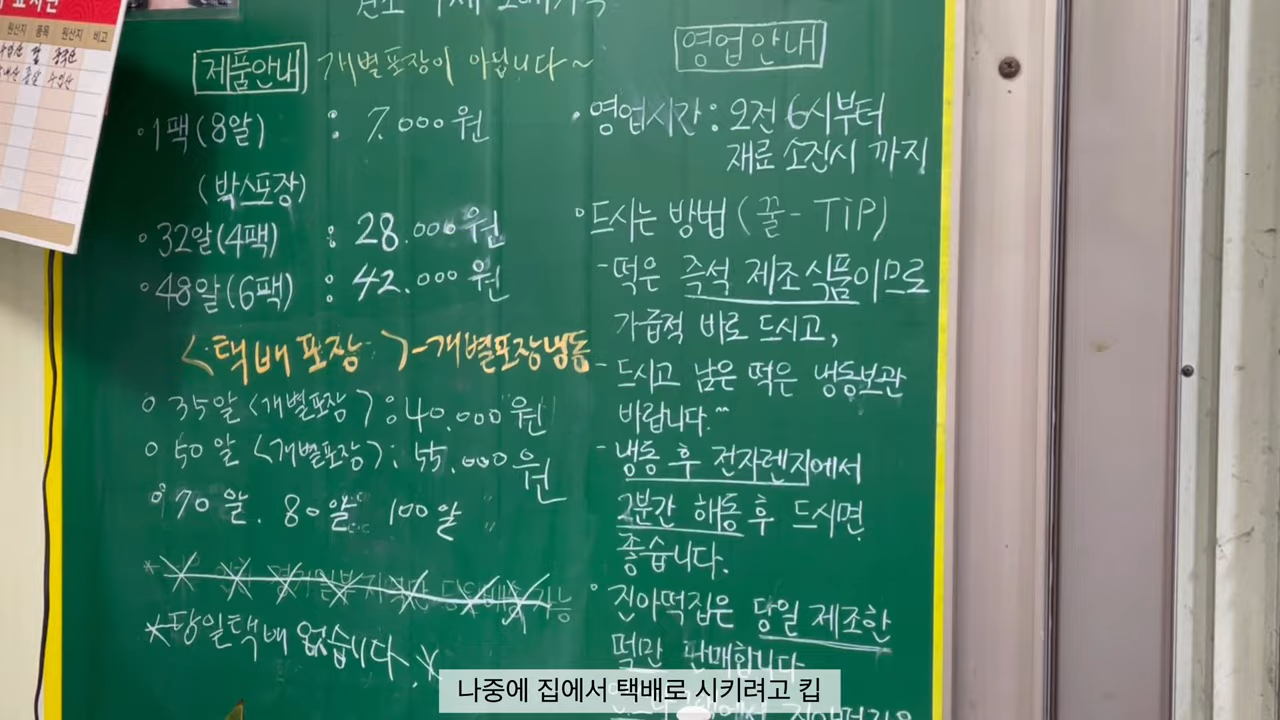 원산지 품목 원산지 비고
제품안내 개별포장이 아닙니다~
·1팩(8알) : 7.000원
(박스포장)
◦32알(4팩) : 28.000원
◦48알(6팩) : 42.000원
<택배포장>-개별포장냉동
◦35알<개별포장>:40.000원
◦50알<개별포장>:55.000원
◦70알. 80알 100알 〃
*당일택배 없습니다.*
영업안내
·영업시간: 오전 6시부터
재료 소진시 까지
◦드시는 방법(꿀-TiP)
-떡은 즉석 제조식품이므로
가급적 바로 드시고,
-드시고 남은 떡은 냉동보관
바랍니다.^^
-냉동 후 전자렌지에서
2분간 해동 후 드시면
좋습니다.
◦진아떡집은 당일 제조한
떡만 판매합니다
나중에 집에서 택배로 시키려고 킵